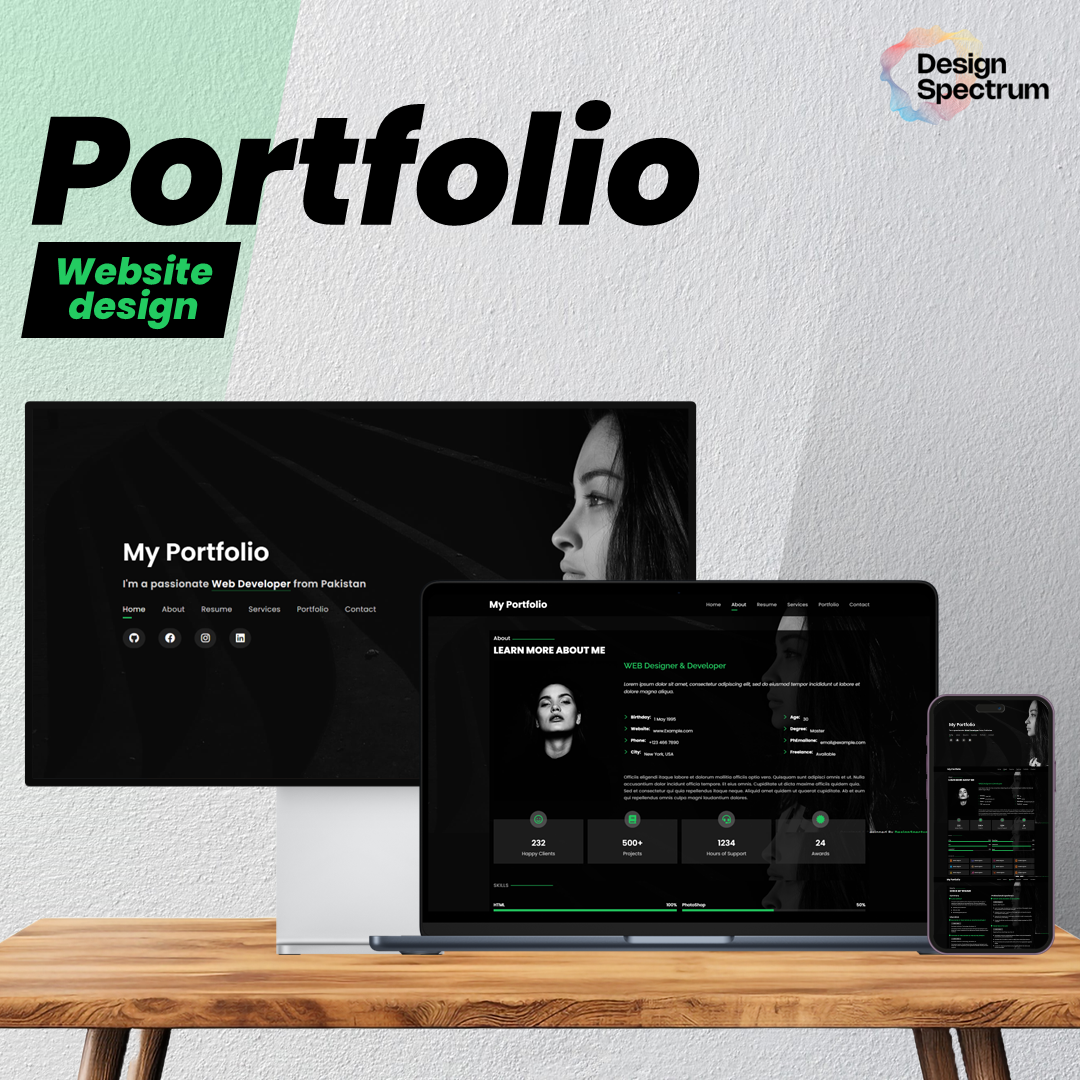 Design
Spectrum
Portfolio
Website
design
My Portfolio
I'm a passionate Web Developer from Pakistan
Home About Resume Services Portfolio Contact
My Portfolio
Home About Resume Services Portfolio Contact
About
LEARN MORE ABOUT ME
WEB Designer & Developer
Lorem ipsum dolor sit amet, consectetur adipiscing elit, sed do eiusmod tempor incididunt ut labore et
dolore magna aliqua.
Birthday: 1 May 1995 Age: 30
Website: www.Example.com Degree: Master
Phone: +123 466 7890 PhEmailone: email@example.com
City: New York, USA Freelance: Available
Officiis eligendi itaque labore et dolorum mollitia officiis optio vero. Quisquam sunt adipisci omnis et ut. Nulla
accusantium dolor incidunt officia tempore. Et eius omnis. Cupiditate ut dicta maxime officiis quidem quia.
Sed et consectetur qui quia repellendus itaque neque. Aliquid amet quidem ut quaerat cupiditate. Ab et eum
qui repellendus omnis culpa magni laudantium dolores.
232 500+ 1234 24
Happy Clients Projects Hours of Support Awards
SKILLS
HTML 100% PhotoShop 50%
My Portfolio